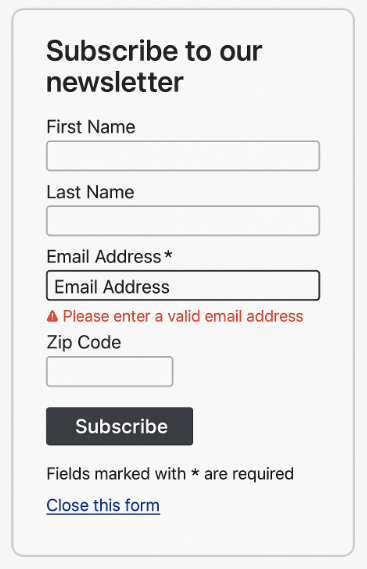 Subscribe to our
newsletter
First Name
Last Name
Email Address*
Email Address
Please enter a valid email address
Zip Code
Subscribe
Fields marked with * are required
Close this form